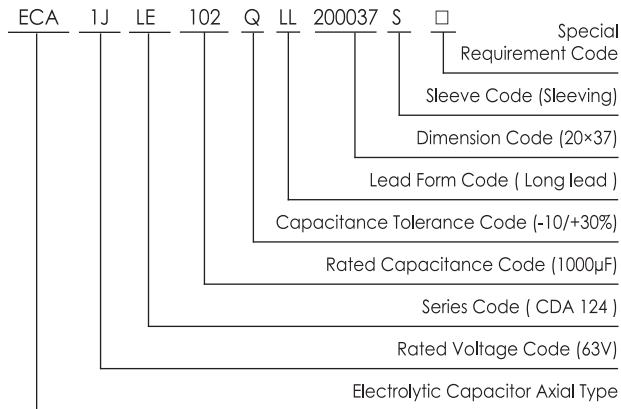 ECA 1J LE 102 Q LL 200037 S □
Special
Requirement Code
Sleeve Code (Sleeving)
Dimension Code (20×37)
Lead Form Code ( Long lead )
Capacitance Tolerance Code (-10/+30%)
Rated Capacitance Code (1000µF)
Series Code ( CDA 124 )
Rated Voltage Code (63V)
Electrolytic Capacitor Axial Type